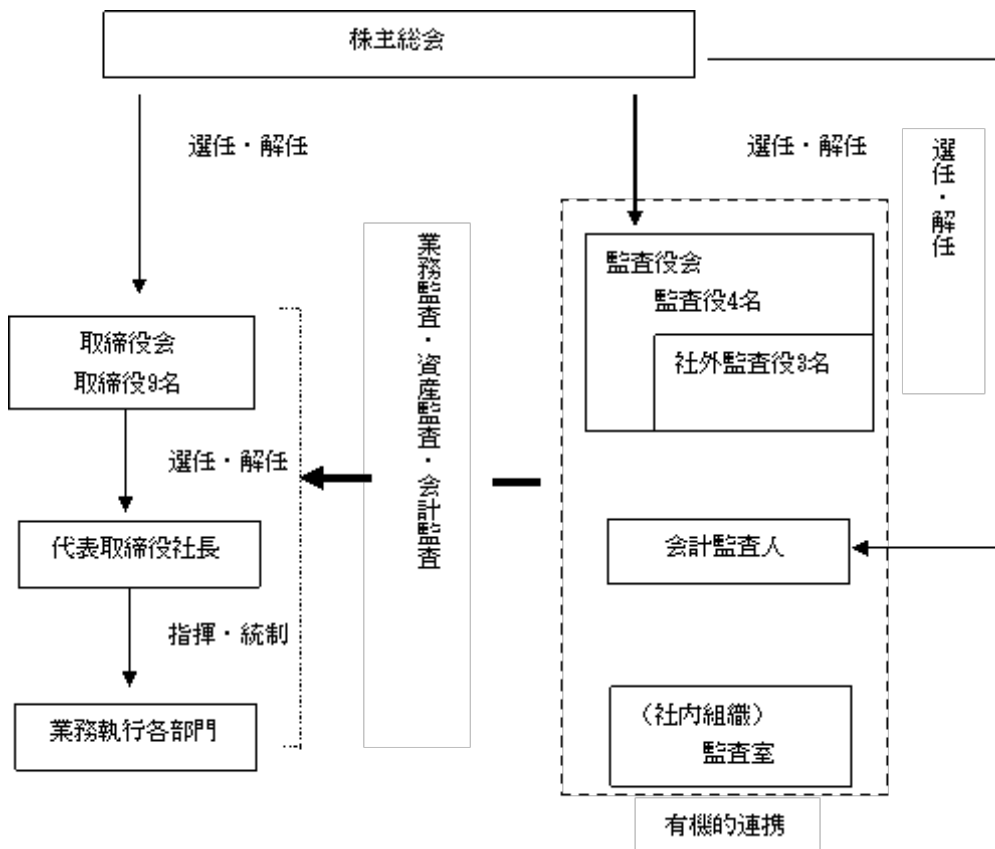 株主総会
選任・解任
選任・解任
選任・解任
業務監査・資産監査・会計監査
監査役会
監査役4名
社外監査役3名
取締役会
取締役9名
選任・解任
代表取締役社長
会計監査人
指揮・統制
業務執行各部門
（社内組織）
監査室
有機的連携